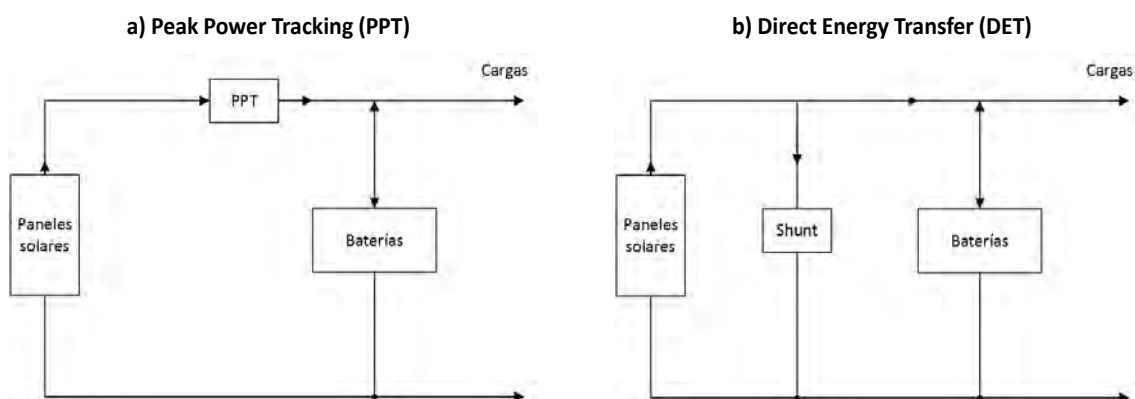 a) Peak Power Tracking (PPT)
Cargas
PPT
Paneles
solares
Baterías
b) Direct Energy Transfer (DET)
Cargas
Paneles
solares
Shunt
Baterías